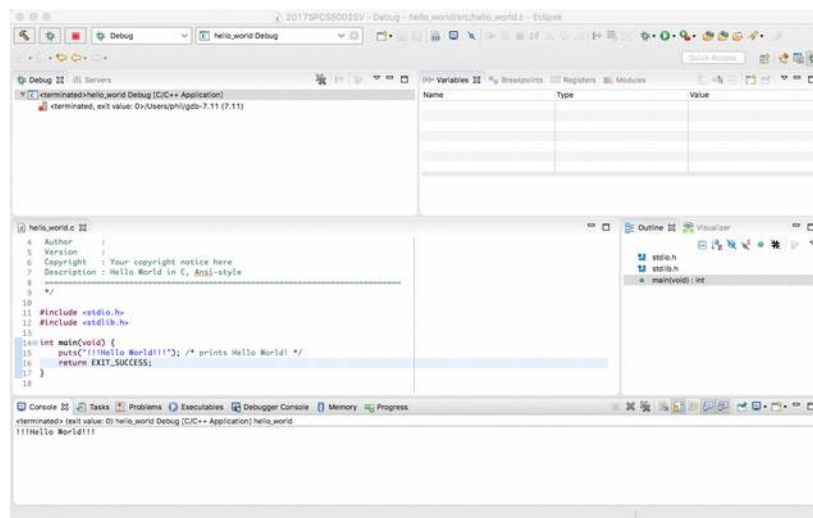 2017SPCS5002SV - Debug - hello_world/src/hello_world.c - Eclipse
Debug
hello_world Debug
Quick Access
Debug
Servers
<terminated>hello_world Debug [C/C++ Application]
<terminated, exit value: 0>/Users/phil/gdb-7.11 (7.11)
Variables
Breakpoints
Registers
Modules
Name Type Value
hello_world.c
4 Author :
5 Version :
6 Copyright : Your copyright notice here
7 Description : Hello World in C, Ansi-style
8 ============================================================================
9 */
10
11 #include <stdio.h>
12 #include <stdlib.h>
13
14 int main(void) {
15 puts("!!!Hello World!!!"); /* prints Hello World! */
16 return EXIT_SUCCESS;
17 }
18
Outline
Visualizer
stdio.h
stdlib.h
main(void) : int
Console Tasks Problems Executables Debugger Console Memory Progress
<terminated> (exit value: 0) hello_world Debug [C/C++ Application] hello_world
!!!Hello World!!!